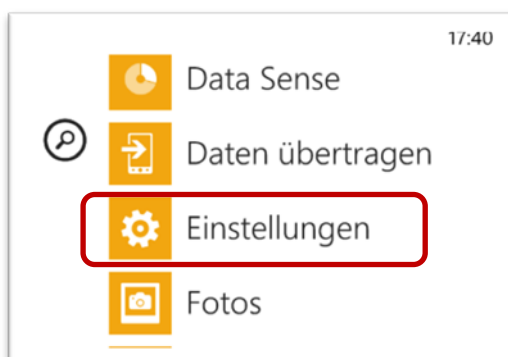 17:40
Data Sense
Daten übertragen
Einstellungen
Fotos